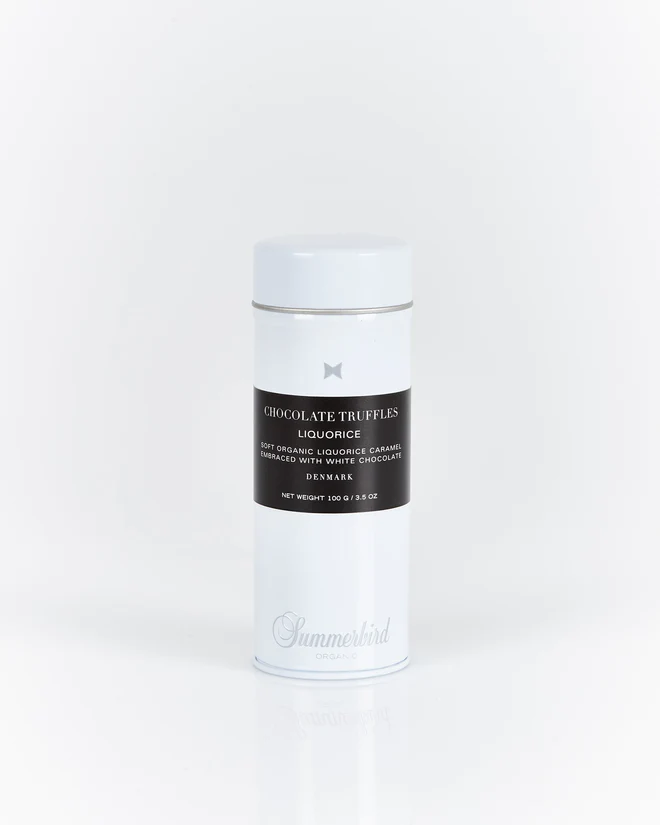 CHOCOLATE TRUFFLES
LIQUORICE
SOFT ORGANIC LIQUORICE CARAMEL
EMBRACED WITH WHITE CHOCOLATE
DENMARK
NET WEIGHT 100 G / 3.5 OZ
Summerbird
ORGANIC